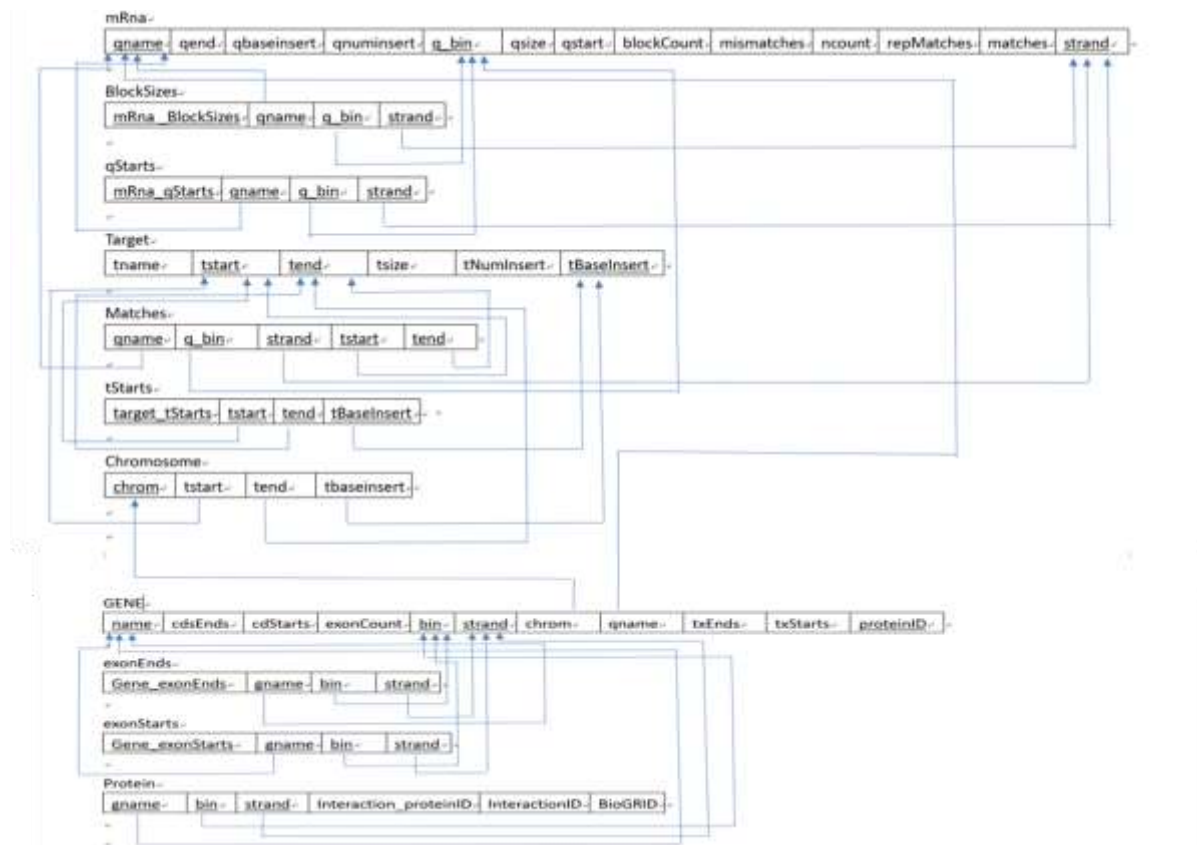 mRna
qname qend qbaseinsert qnuminsert q_bin qsize qstart blockCount mismatches ncount repMatches matches strand
BlockSizes
mRna_BlockSizes qname q_bin strand
qStarts
mRna_qStarts qname q_bin strand
Target
tname tstart tend tsize tNumInsert tBaseInsert
Matches
qname q_bin strand tstart tend
tStarts
target_tStarts tstart tend tBaseInsert
Chromosome
chrom tstart tend tbaseinsert
GENE
name cdsEnds cdStarts exonCount bin strand chrom qname txEnds txStarts proteinID
exonEnds
Gene_exonEnds gname bin strand
exonStarts
Gene_exonStarts gname bin strand
Protein
gname bin strand Interaction_proteinID InteractionID BioGRID